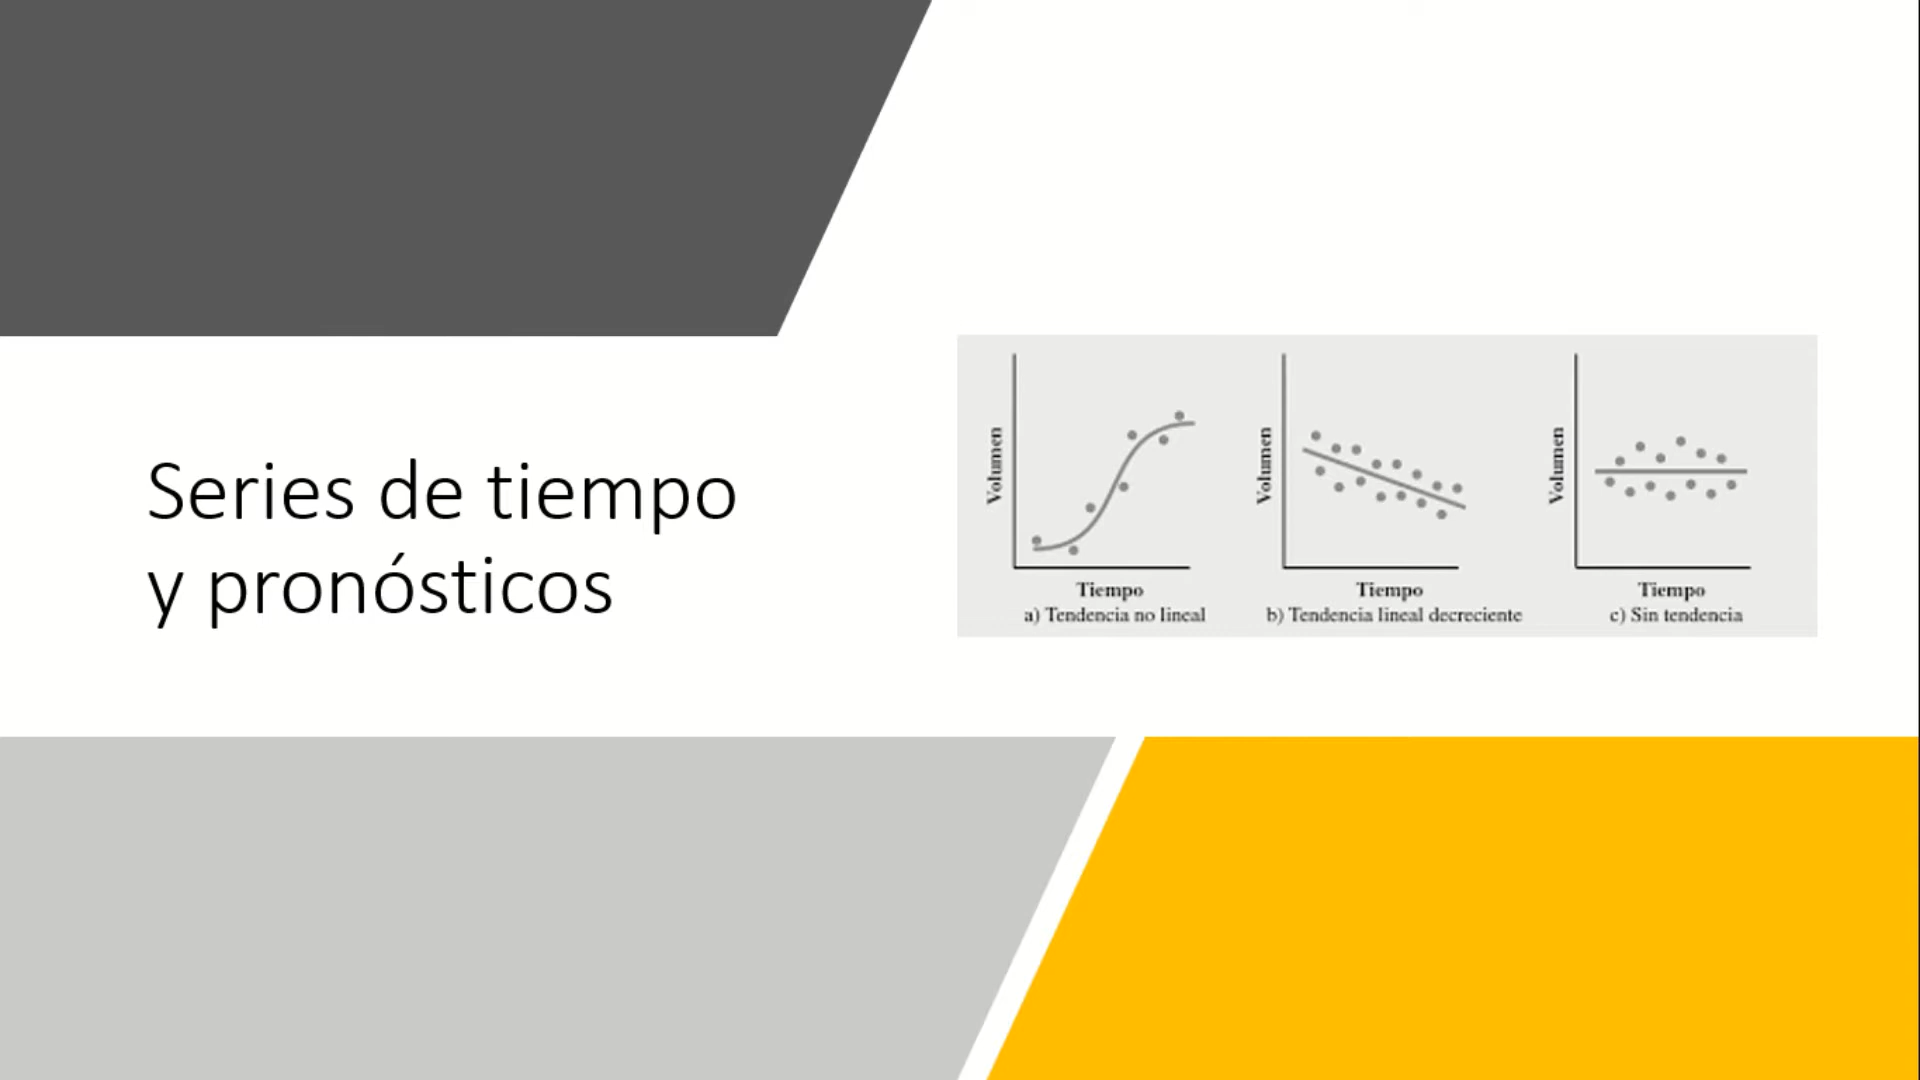 Series de tiempo
y pronósticos
Volumen
Tiempo
a) Tendencia no lineal
Volumen
Tiempo
b) Tendencia lineal decreciente
Volumen
Tiempo
c) Sin tendencia